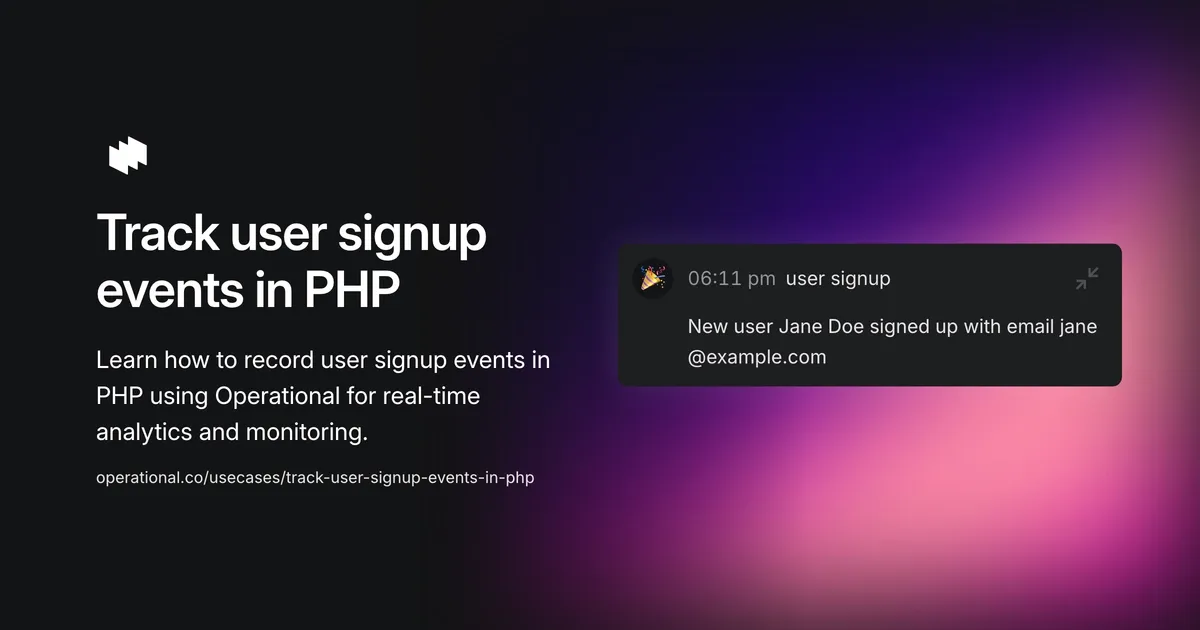 Track user signup
events in PHP
Learn how to record user signup events in
PHP using Operational for real-time
analytics and monitoring.
operational.co/usecases/track-user-signup-events-in-php
06:11 pm user signup
New user Jane Doe signed up with email jane
@example.com